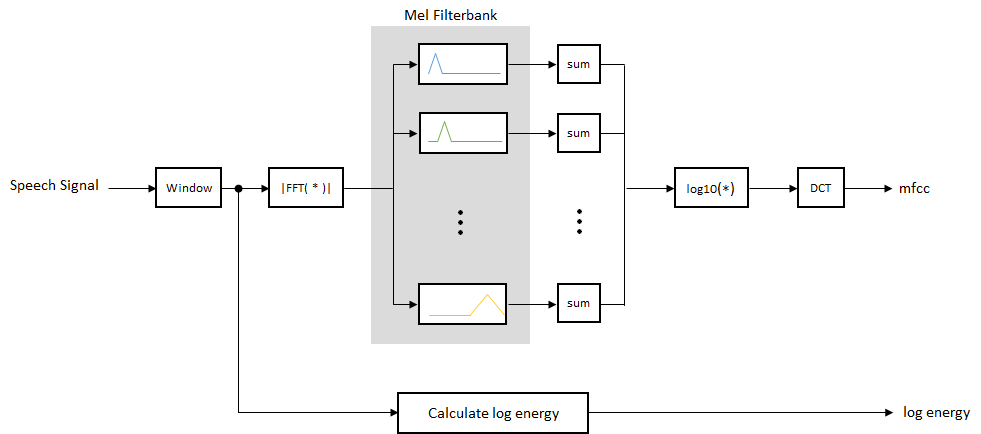 Mel Filterbank
sum
sum
Speech Signal
Window
|FFT( * )|
log10(*)
DCT
mfcc
sum
Calculate log energy
log energy